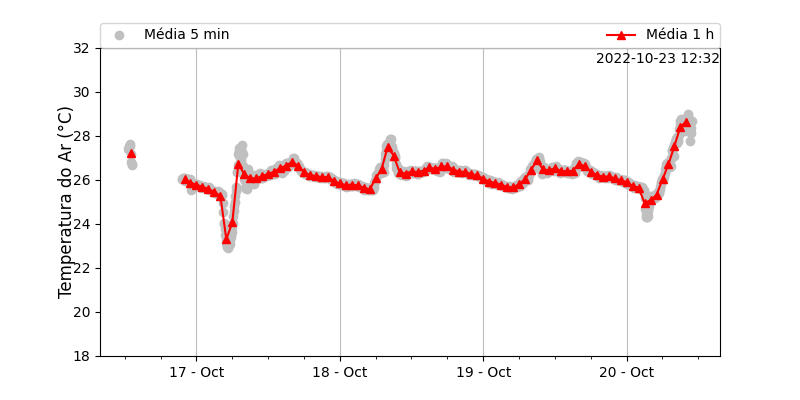 Média 5 min
Média 1 h
2022-10-23 12:32
Temperatura do Ar (°C)
32
30
28
26
24
22
20
18
17 - Oct
18 - Oct
19 - Oct
20 - Oct